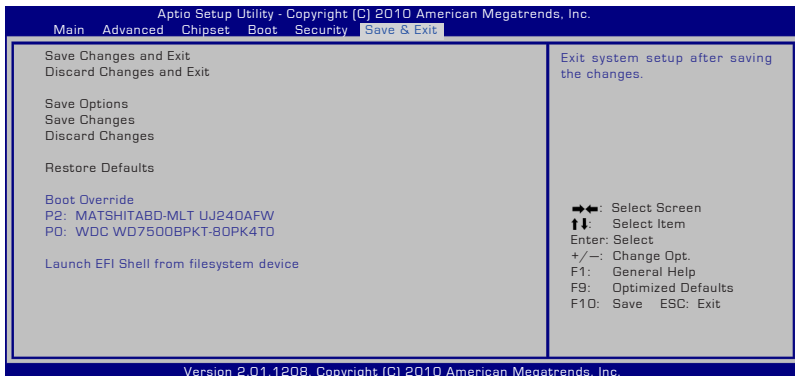 Aptio Setup Utility - Copyright (C) 2010 American Megatrends, Inc.
Main Advanced Chipset Boot Security Save & Exit
Save Changes and Exit
Discard Changes and Exit
Save Options
Save Changes
Discard Changes
Restore Defaults
Boot Override
P2: MATSHITABD-MLT UJ240AFW
P0: WDC WD7500BPKT-80PK4T0
Launch EFI Shell from filesystem device
Exit system setup after saving
the changes.
→←: Select Screen
↑↓: Select Item
Enter: Select
+/—: Change Opt.
F1: General Help
F9: Optimized Defaults
F10: Save ESC: Exit
Version 2.01.1208. Copyright (C) 2010 American Megatrends, Inc.